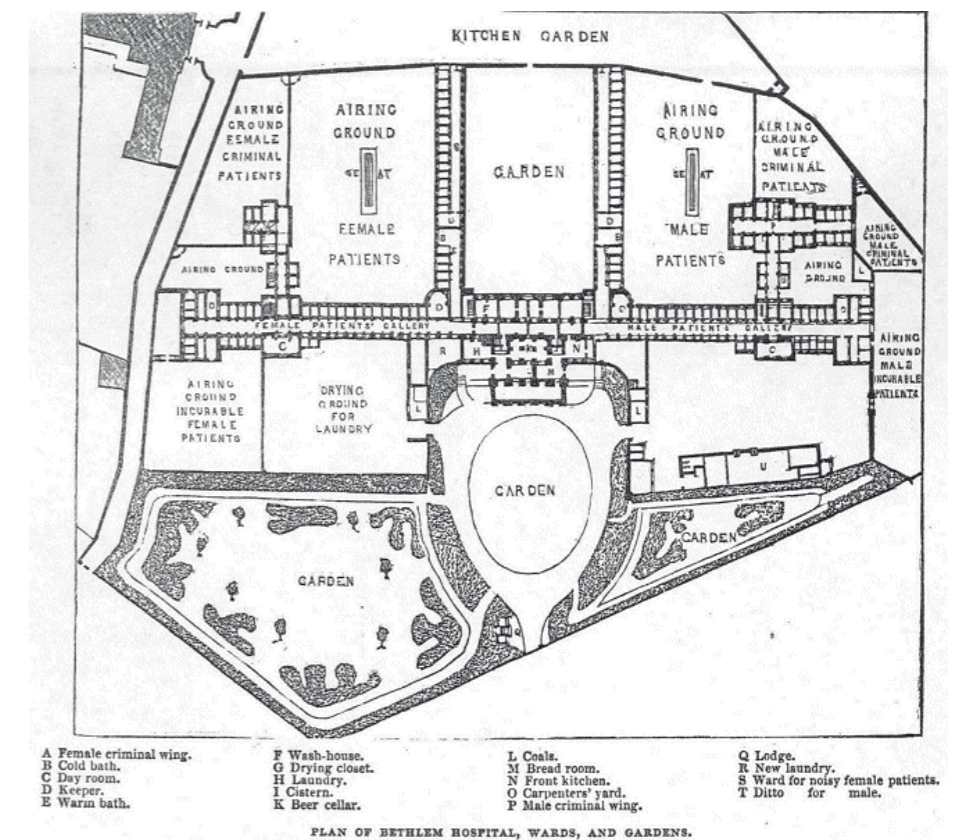 KITCHEN GARDEN
AIRING
GROUND
FEMALE
CRIMINAL
PATIENTS
AIRING
GROUND
SEAT
FEMALE
PATIENTS
GARDEN
AIRING
GROUND
SEAT
MALE
PATIENTS
AIRING
GROUND
MALE
CRIMINAL
PATIENTS
AIRING
GROUND
MALE
CRIMINAL
PATIENTS
AIRING GROUND
AIRING
GROUND
FEMALE PATIENTS' GALLERY
MALE PATIENTS GALLERY
AIRING
GROUND
MALE
INCURABLE
PATIENTS
AIRING
GROUND
INCURABLE
FEMALE
PATIENTS
DRYING
GROUND
FOR
LAUNDRY
C
R
H
F
K
N
M
C
D
D
D
D
L
L
L
P
S
U
GARDEN
GARDEN
GARDEN
A Female criminal wing.
B Cold bath.
C Day room.
D Keeper.
E Warm bath.
F Wash-house.
G Drying closet.
H Laundry.
I Cistern.
K Beer cellar.
L Coals.
M Bread room.
N Front kitchen.
O Carpenters' yard.
P Male criminal wing.
Q Lodge.
R New laundry.
S Ward for noisy female patients.
T Ditto for male.
PLAN OF BETHLEM HOSPITAL, WARDS, AND GARDENS.